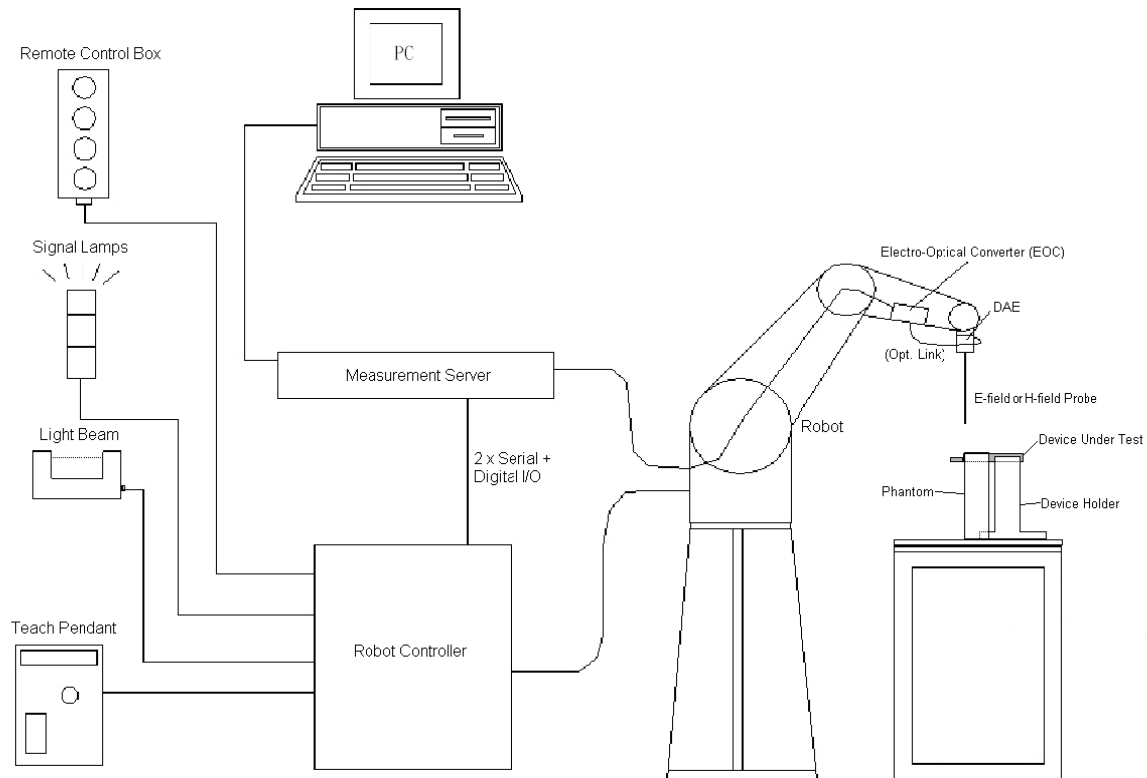 Remote Control Box
PC
Signal Lamps
Electro-Optical Converter (EOC)
DAE
(Opt. Link)
Measurement Server
E-field or H-field Probe
Robot
Light Beam
Device Under Test
2 x Serial +
Digital I/O
Phantom
Device Holder
Teach Pendant
Robot Controller